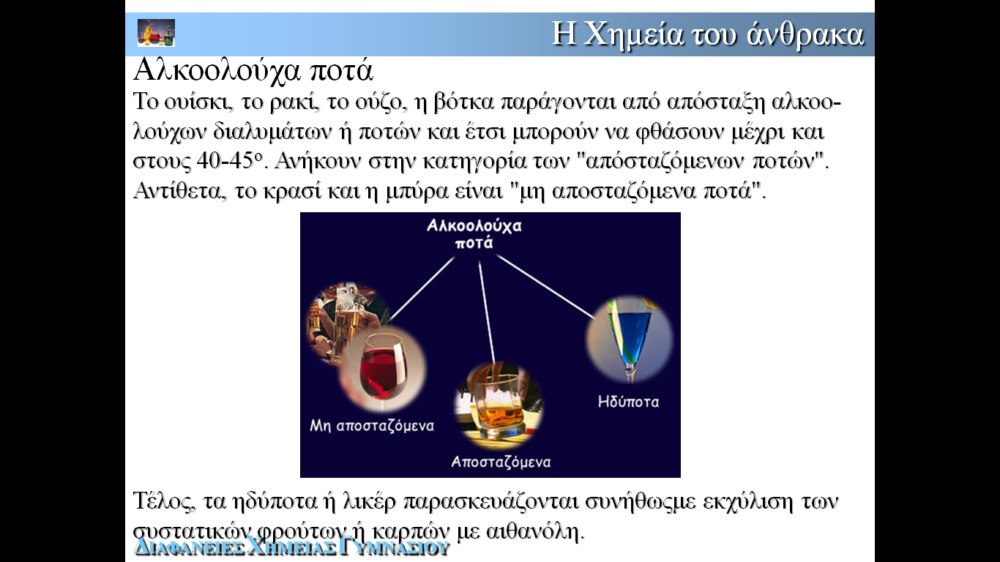 Η Χημεία του άνθρακα
Αλκοολούχα ποτά
Το ουίσκι, το ρακί, το ούζο, η βότκα παράγονται από απόσταξη αλκοο-
λούχων διαλυμάτων ή ποτών και έτσι μπορούν να φθάσουν μέχρι και
στους 40-45º. Ανήκουν στην κατηγορία των "απόσταζόμενων ποτών".
Αντίθετα, το κρασί και η μπύρα είναι "μη αποσταζόμενα ποτά".
Αλκοολούχα
ποτά
Ηδύποτα
Μη αποσταζόμενα
Αποσταζόμενα
Τέλος, τα ηδύποτα ή λικέρ παρασκευάζονται συνήθωςμε εκχύλιση των
συστατικών φρούτων ή καρπών με αιθανόλη.
ΔΙΑΦΑΝΕΙΕΣ ΧΗΜΕΙΑΣ ΓΥΜΝΑΣΙΟΥ